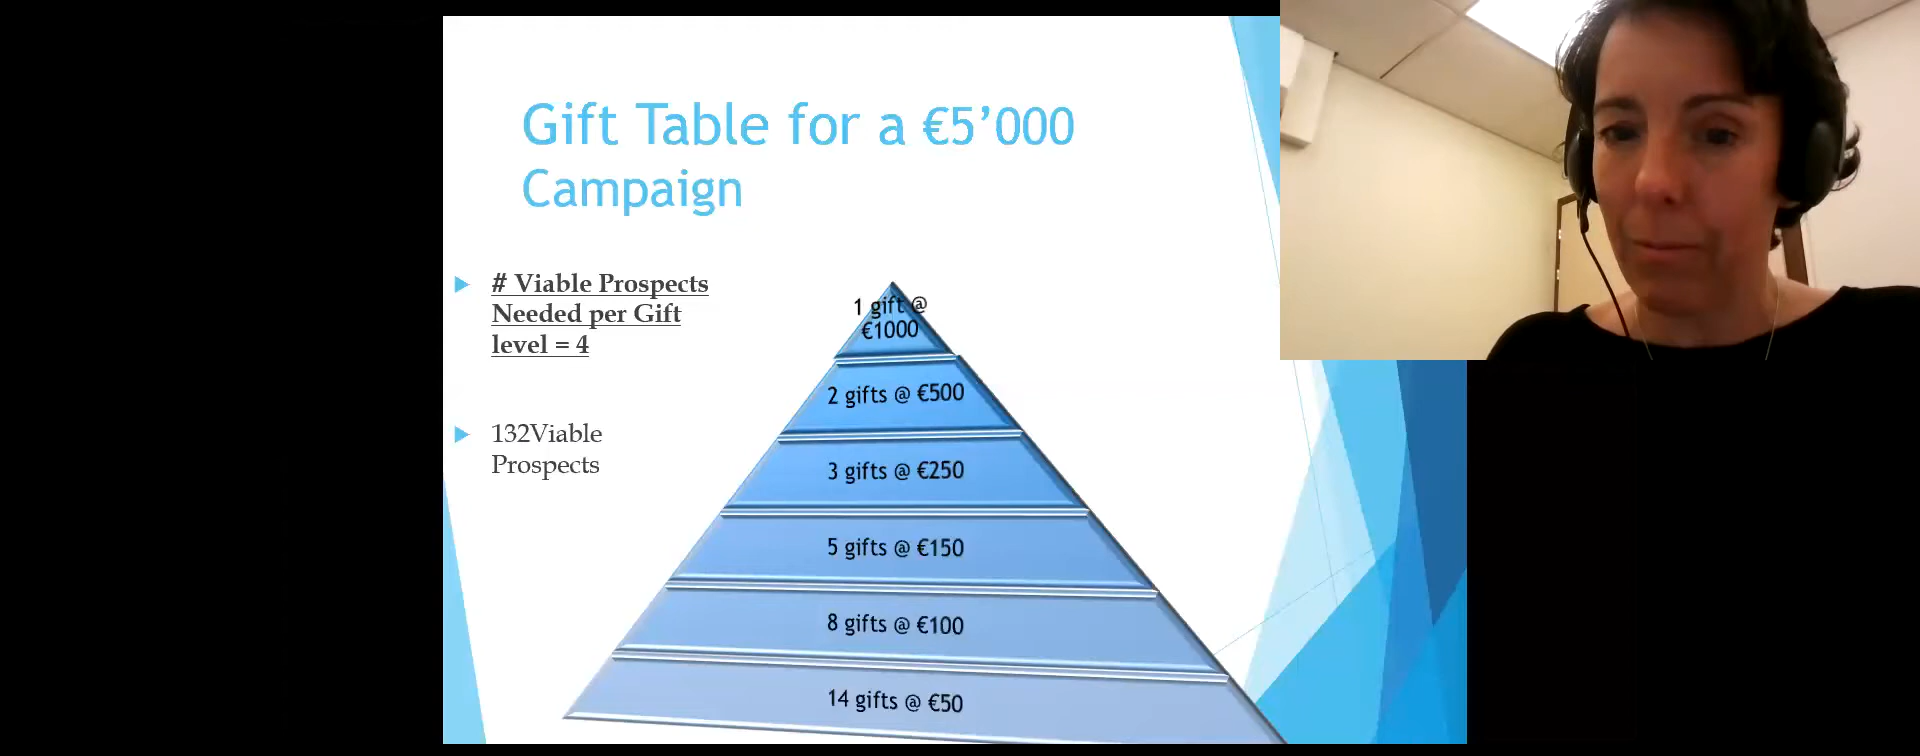 Gift Table for a €5’000
Campaign
# Viable Prospects
Needed per Gift
level = 4
132Viable
Prospects
1 gift @
€1000
2 gifts @ €500
3 gifts @ €250
5 gifts @ €150
8 gifts @ €100
14 gifts @ €50